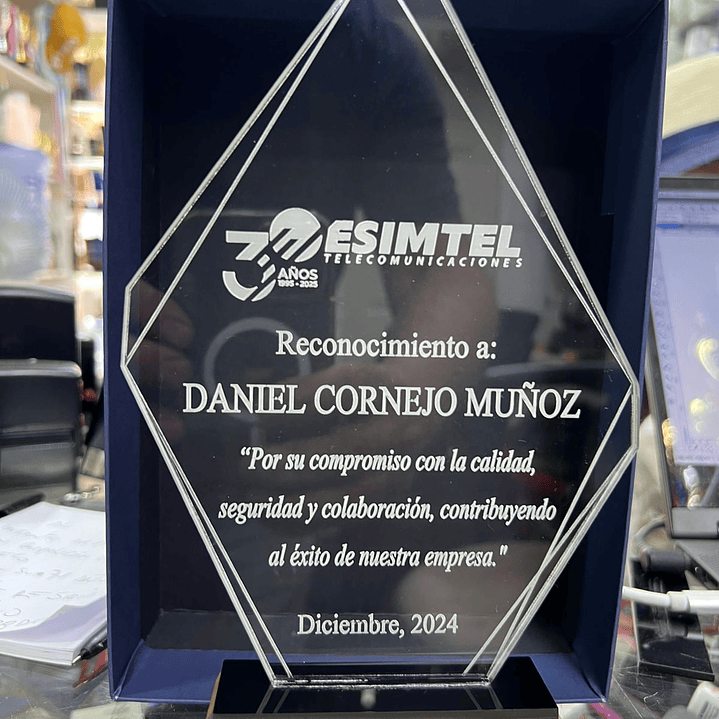 30 ESIMTEL
TELECOMUNICACIONES
AÑOS
1995 - 2025
Reconocimiento a:
DANIEL CORNEJO MUÑOZ
“Por su compromiso con la calidad,
seguridad y colaboración, contribuyendo
al éxito de nuestra empresa."
Diciembre, 2024